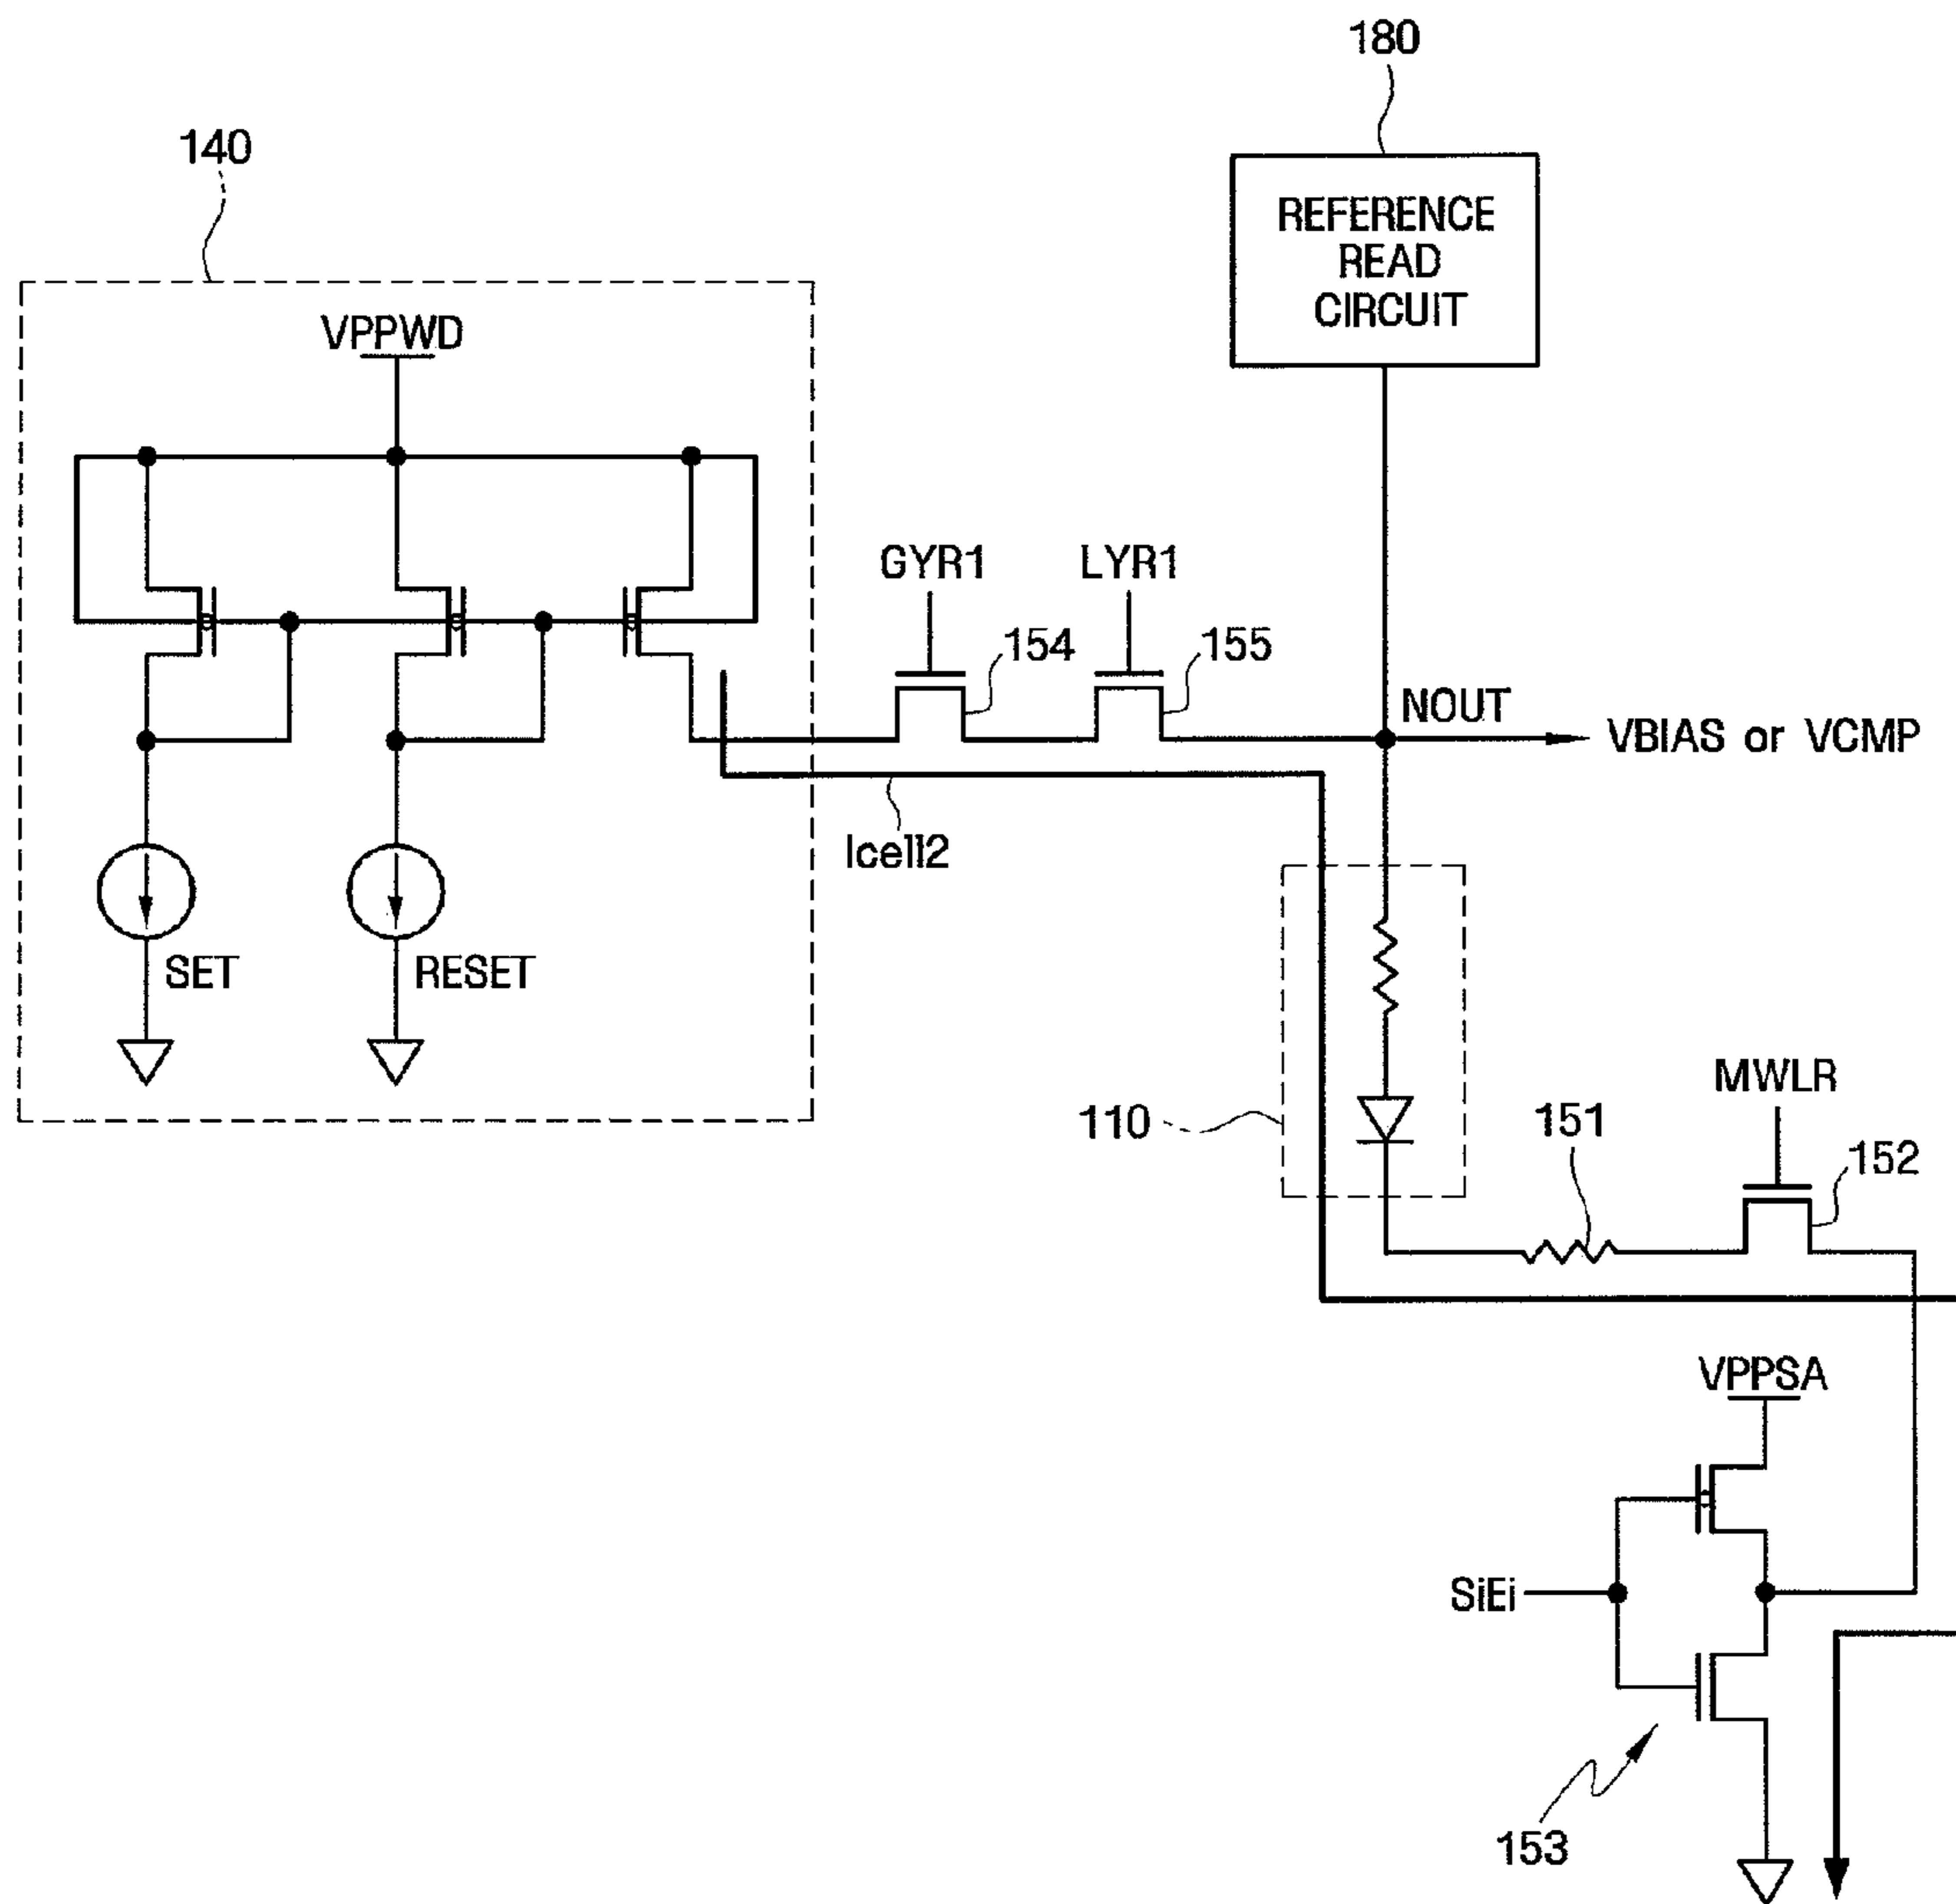 180
140
REFERENCE
READ
CIRCUIT
VPPWD
GYR1
LYR1
154
155
NOUT
VBIAS or VCMP
Icell2
SET
RESET
MWLR
110
151
152
VPPSA
SiEi
153